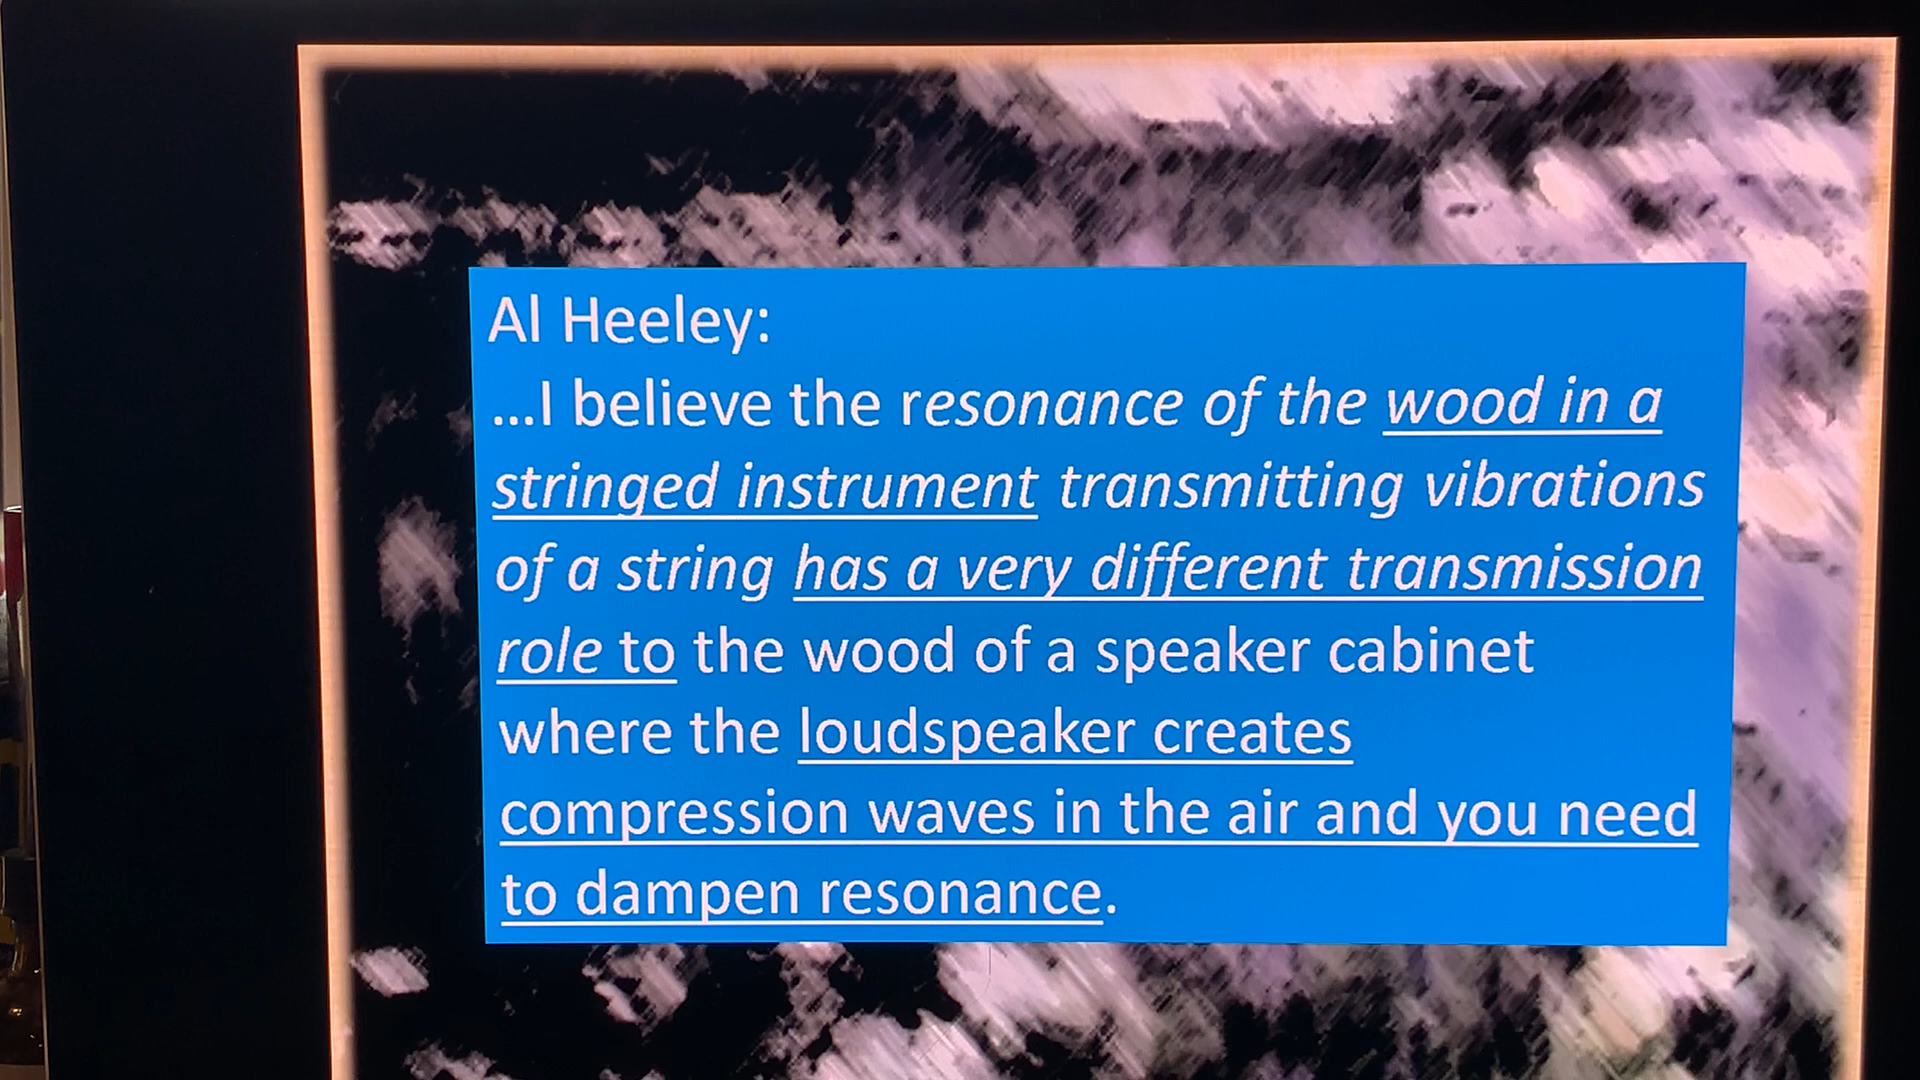 Al Heeley:
...I believe the resonance of the wood in a
stringed instrument transmitting vibrations
of a string has a very different transmission
role to the wood of a speaker cabinet
where the loudspeaker creates
compression waves in the air and you need
to dampen resonance.